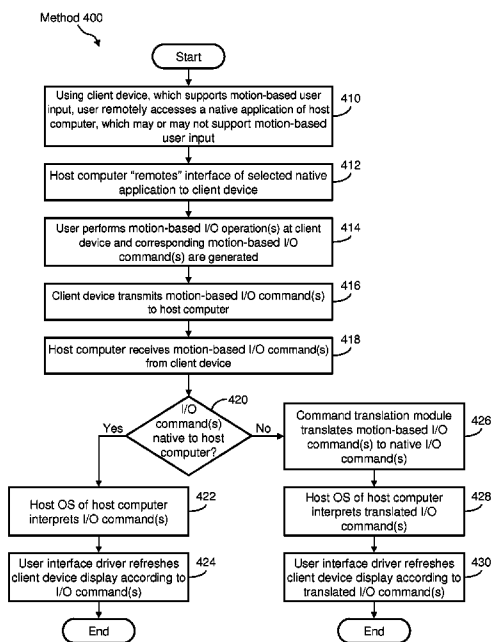 Method 400
Start
Using client device, which supports motion-based user
input, user remotely accesses a native application of host
computer, which may or may not support motion-based
user input
410
Host computer “remotes” interface of selected native
application to client device
412
User performs motion-based I/O operation(s) at client
device and corresponding motion-based I/O
command(s) are generated
414
Client device transmits motion-based I/O command(s)
to host computer
416
Host computer receives motion-based I/O command(s)
from client device
418
420
I/O
command(s)
native to host
computer?
Yes
No
Command translation module
translates motion-based I/O
command(s) to native I/O
command(s)
426
Host OS of host computer
interprets I/O command(s)
422
Host OS of host computer
interprets translated I/O
command(s)
428
User interface driver refreshes
client device display according to
I/O command(s)
424
User interface driver refreshes
client device display according to
translated I/O command(s)
430
End
End